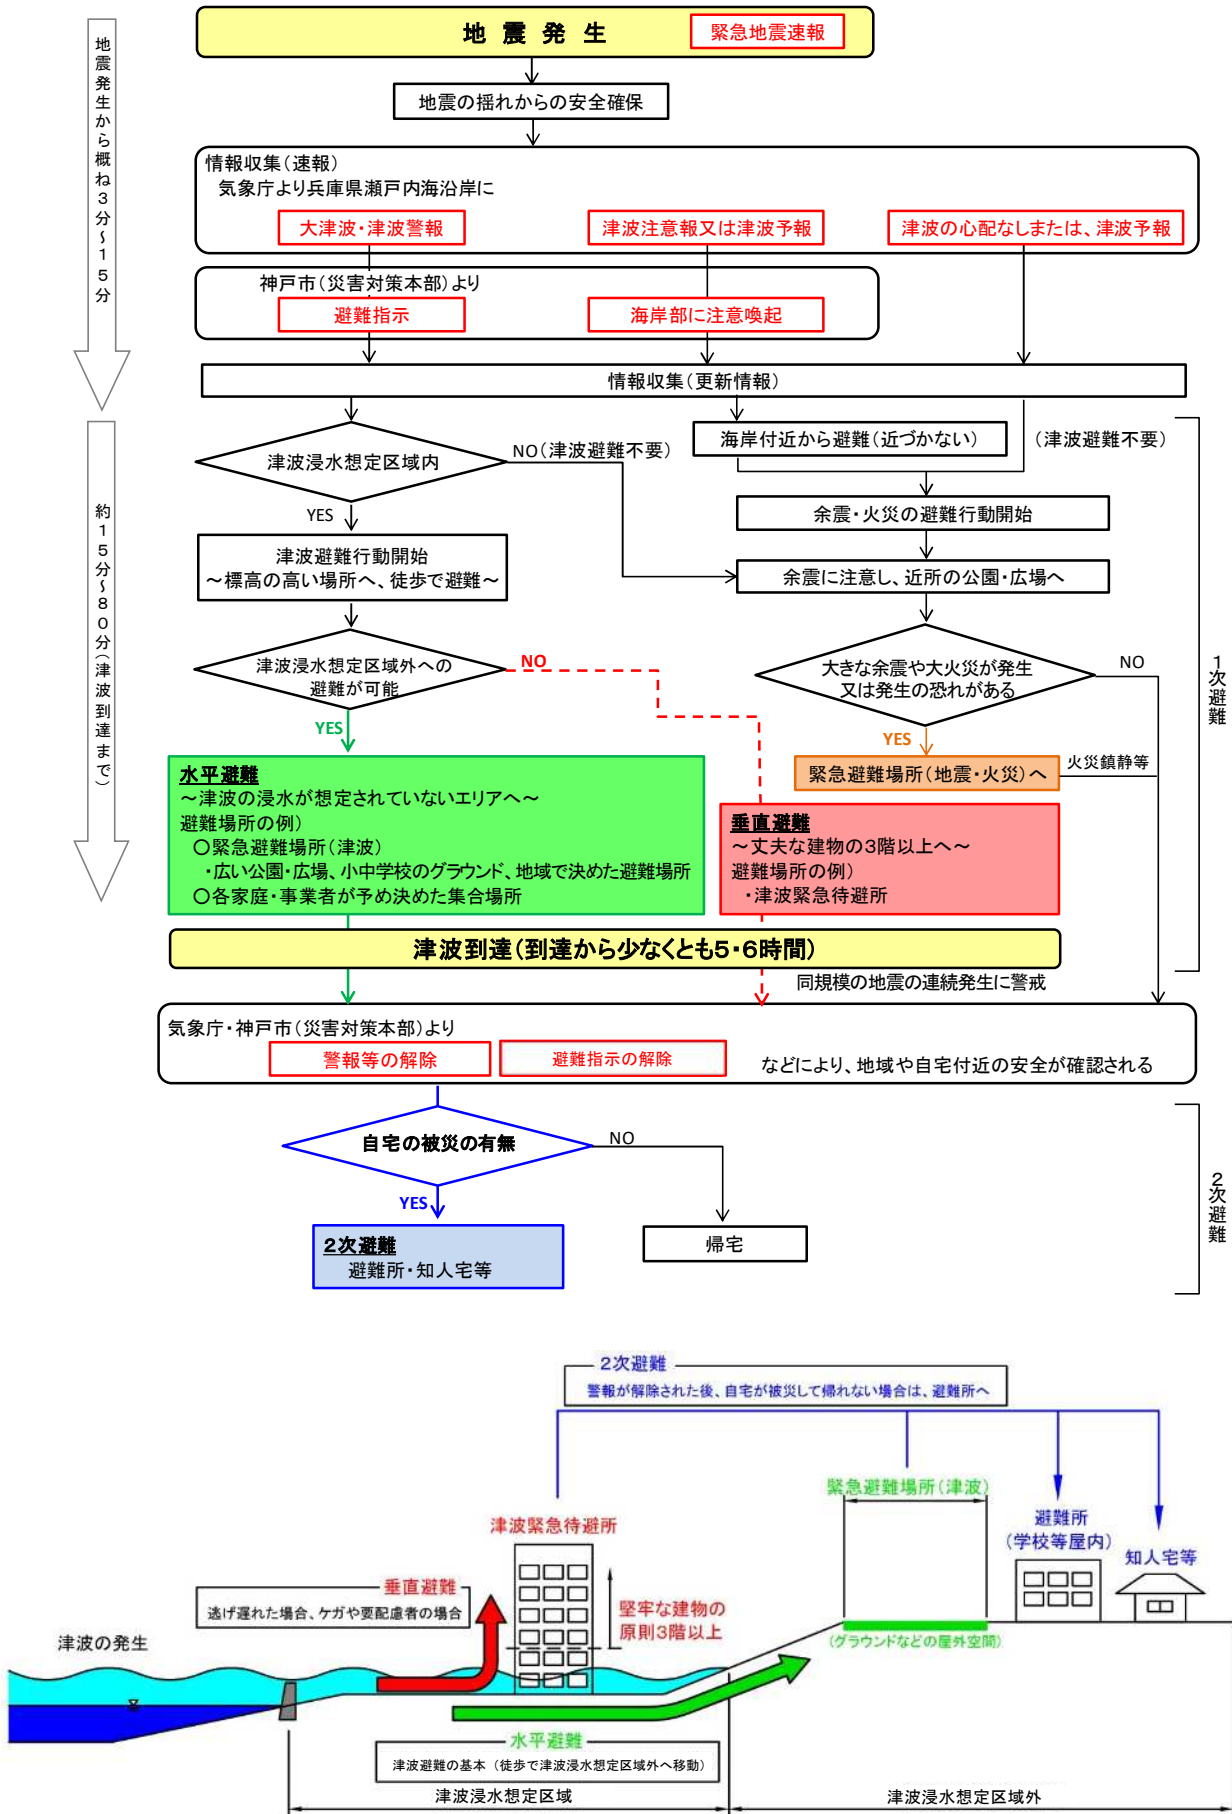 地 震 発 生
緊急地震速報
地震発生から概ね3分~15分
地震の揺れからの安全確保
情報収集(速報)
気象庁より兵庫県瀬戸内海沿岸に
大津波・津波警報
津波注意報又は津波予報
津波の心配なしまたは、津波予報
神戸市(災害対策本部)より
避難指示
海岸部に注意喚起
情報収集(更新情報)
約15分~80分(津波到達まで)
津波浸水想定区域内
NO(津波避難不要)
海岸付近から避難(近づかない)
(津波避難不要)
YES
余震・火災の避難行動開始
津波避難行動開始
~標高の高い場所へ、徒歩で避難~
余震に注意し、近所の公園・広場へ
津波浸水想定区域外への
避難が可能
NO
大きな余震や大火災が発生
又は発生の恐れがある
NO
1次避難
YES
YES
水平避難
~津波の浸水が想定されていないエリアへ~
避難場所の例)
○緊急避難場所(津波)
・広い公園・広場、小中学校のグラウンド、地域で決めた避難場所
○各家庭・事業者が予め決めた集合場所
緊急避難場所(地震・火災)へ
火災鎮静等
垂直避難
~丈夫な建物の3階以上へ~
避難場所の例)
・津波緊急待避所
津波到達(到達から少なくとも5・6時間)
同規模の地震の連続発生に警戒
気象庁・神戸市(災害対策本部)より
警報等の解除
避難指示の解除
などにより、地域や自宅付近の安全が確認される
自宅の被災の有無
NO
YES
2次避難
2次避難
避難所・知人宅等
帰宅
2次避難
警報が解除された後、自宅が被災して帰れない場合は、避難所へ
緊急避難場所(津波)
津波緊急待避所
避難所
(学校等屋内)
知人宅等
垂直避難
逃げ遅れた場合、ケガや要配慮者の場合
堅牢な建物の
原則3階以上
津波の発生
(グラウンドなどの屋外空間)
水平避難
津波避難の基本(徒歩で津波浸水想定区域外へ移動)
津波浸水想定区域
津波浸水想定区域外